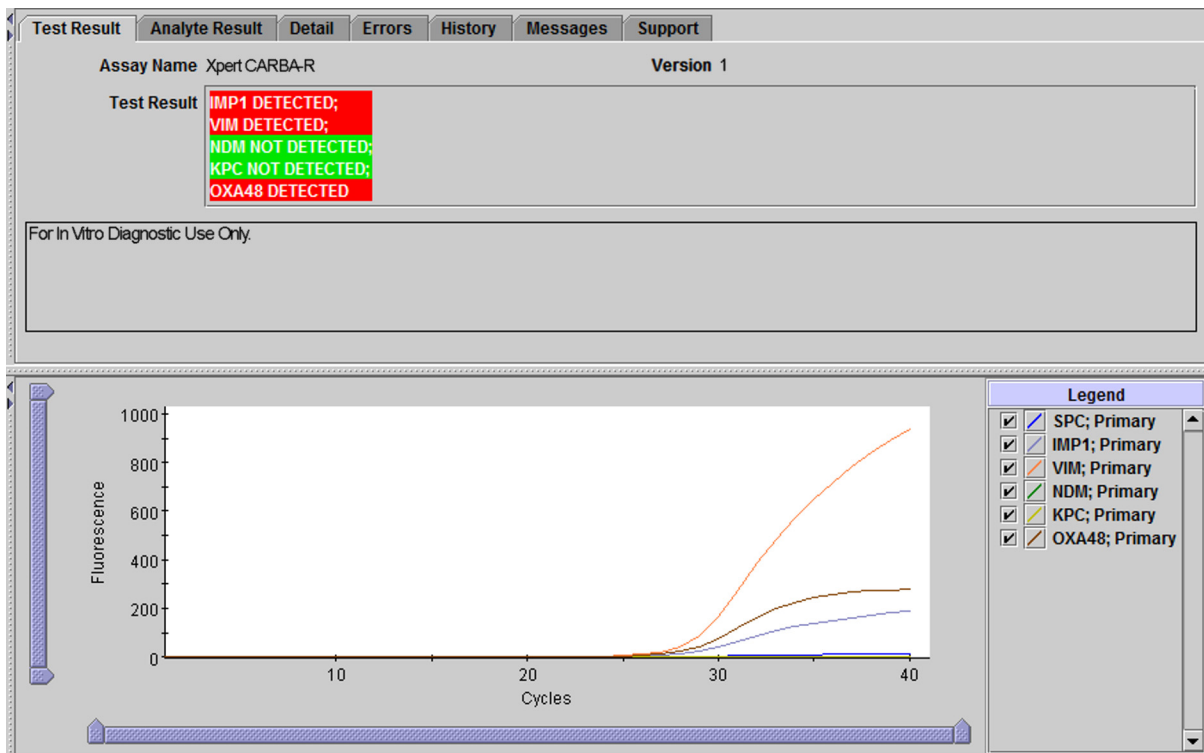 Test Result Analyte Result Detail Errors History Messages Support
Assay Name Xpert CARBA-R Version 1
Test Result IMP1 DETECTED;
VIM DETECTED;
NDM NOT DETECTED;
KPC NOT DETECTED;
OXA48 DETECTED
For In Vitro Diagnostic Use Only.
1000
800
600
400
200
0
Fluorescence
10 20 30 40
Cycles
Legend
SPC; Primary
IMP1; Primary
VIM; Primary
NDM; Primary
KPC; Primary
OXA48; Primary